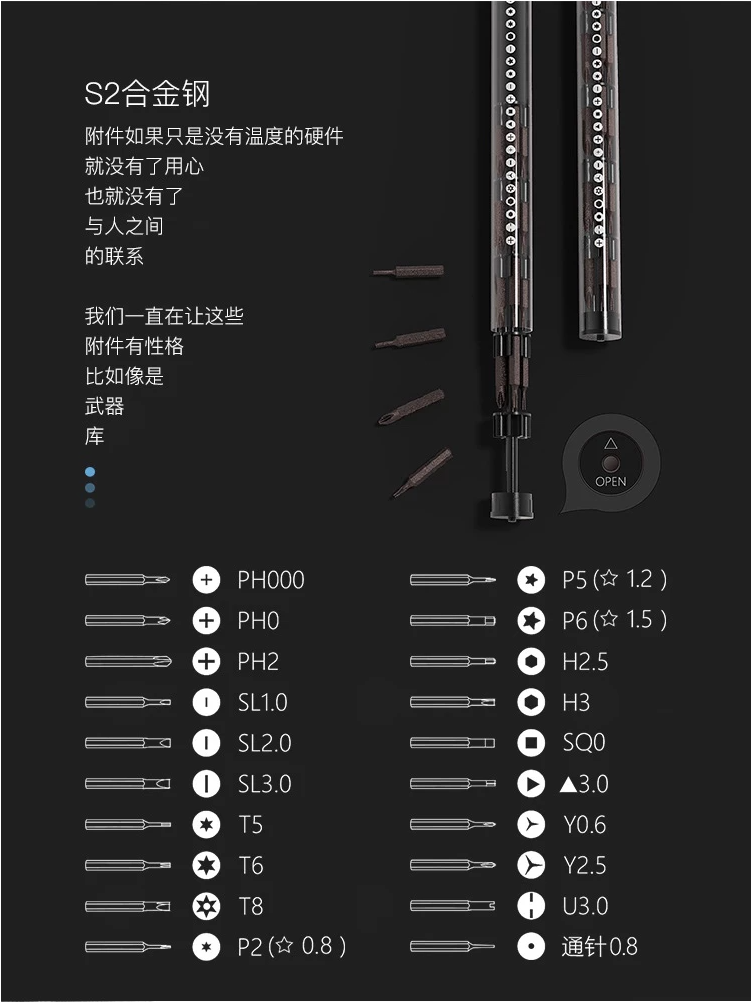 S2合金钢
附件如果只是没有温度的硬件
就没有了用心
也就没有了
与人之间
的联系
我们一直在让这些
附件有性格
比如像是
武器
库
OPEN
PH000
PH0
PH2
SL1.0
SL2.0
SL3.0
T5
T6
T8
P2(☆ 0.8 )
P5(☆ 1.2 )
P6(☆ 1.5 )
H2.5
H3
SQ0
▲3.0
Y0.6
Y2.5
U3.0
通针0.8